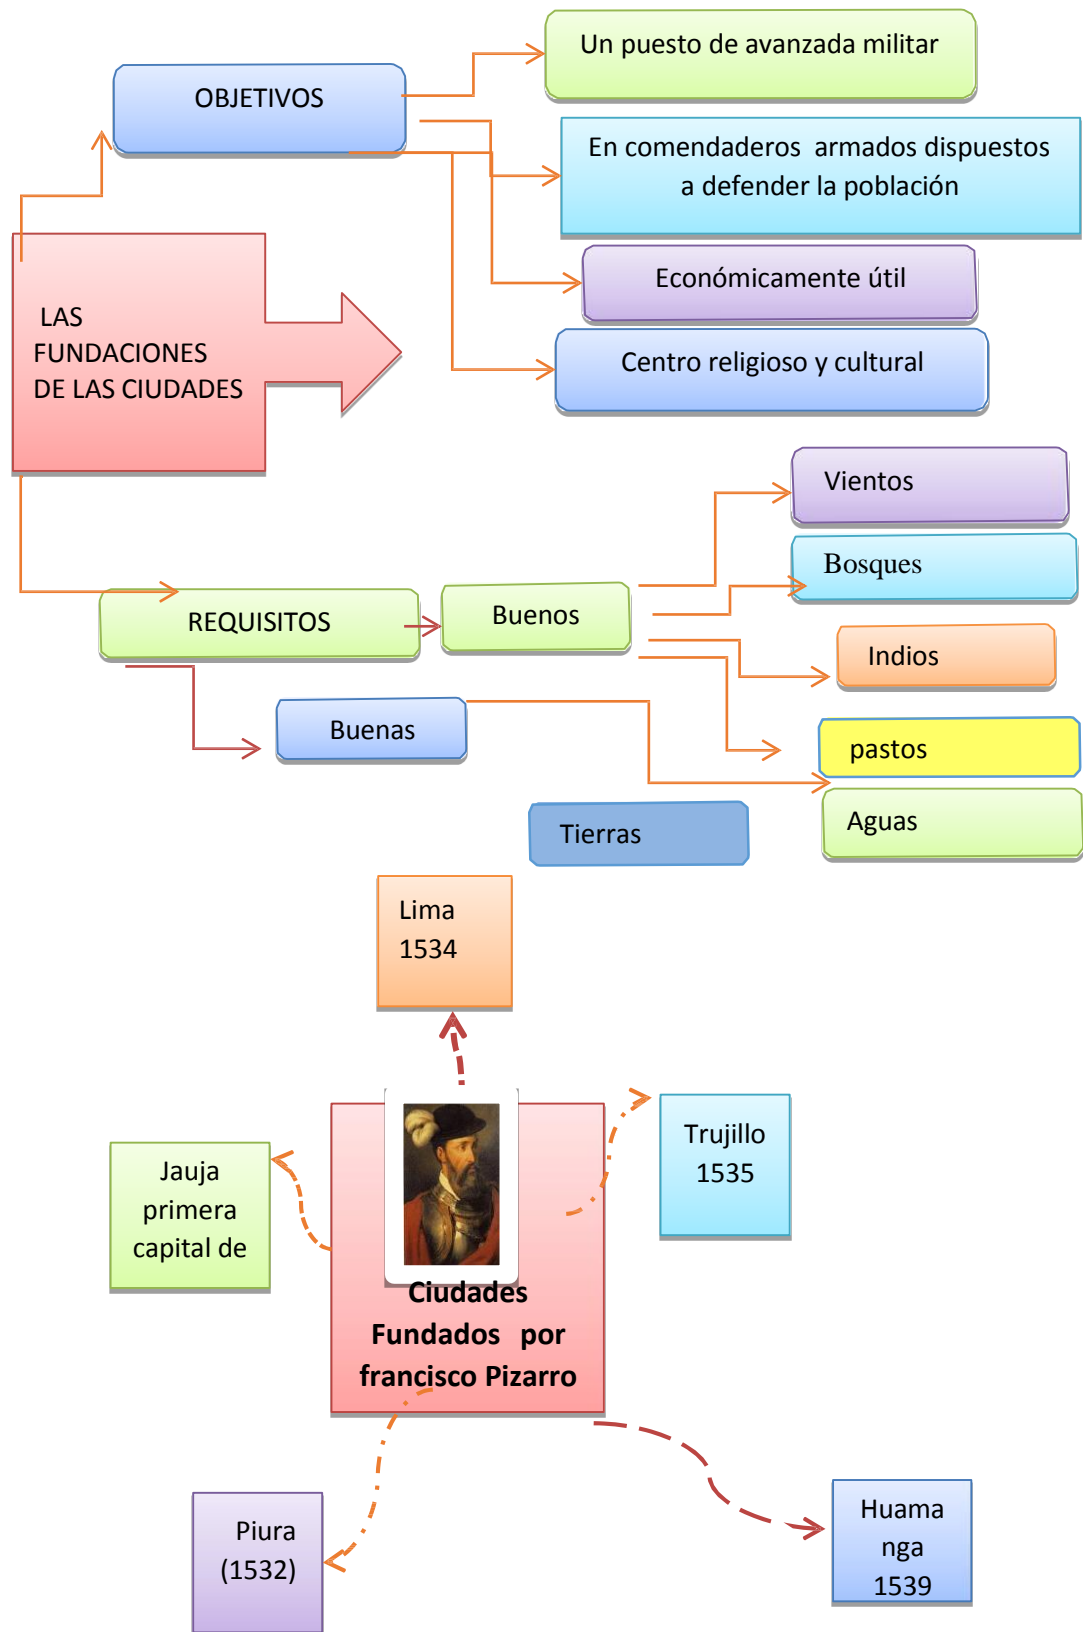 OBJETIVOS
Un puesto de avanzada militar
En comendaderos armados dispuestos
a defender la población
Económicamente útil
Centro religioso y cultural
LAS
FUNDACIONES
DE LAS CIUDADES
REQUISITOS
Buenos
Vientos
Bosques
Indios
pastos
Buenas
Aguas
Tierras
Lima
1534
Trujillo
1535
Jauja
primera
capital de
Ciudades
Fundados por
francisco Pizarro
Piura
(1532)
Huama
nga
1539